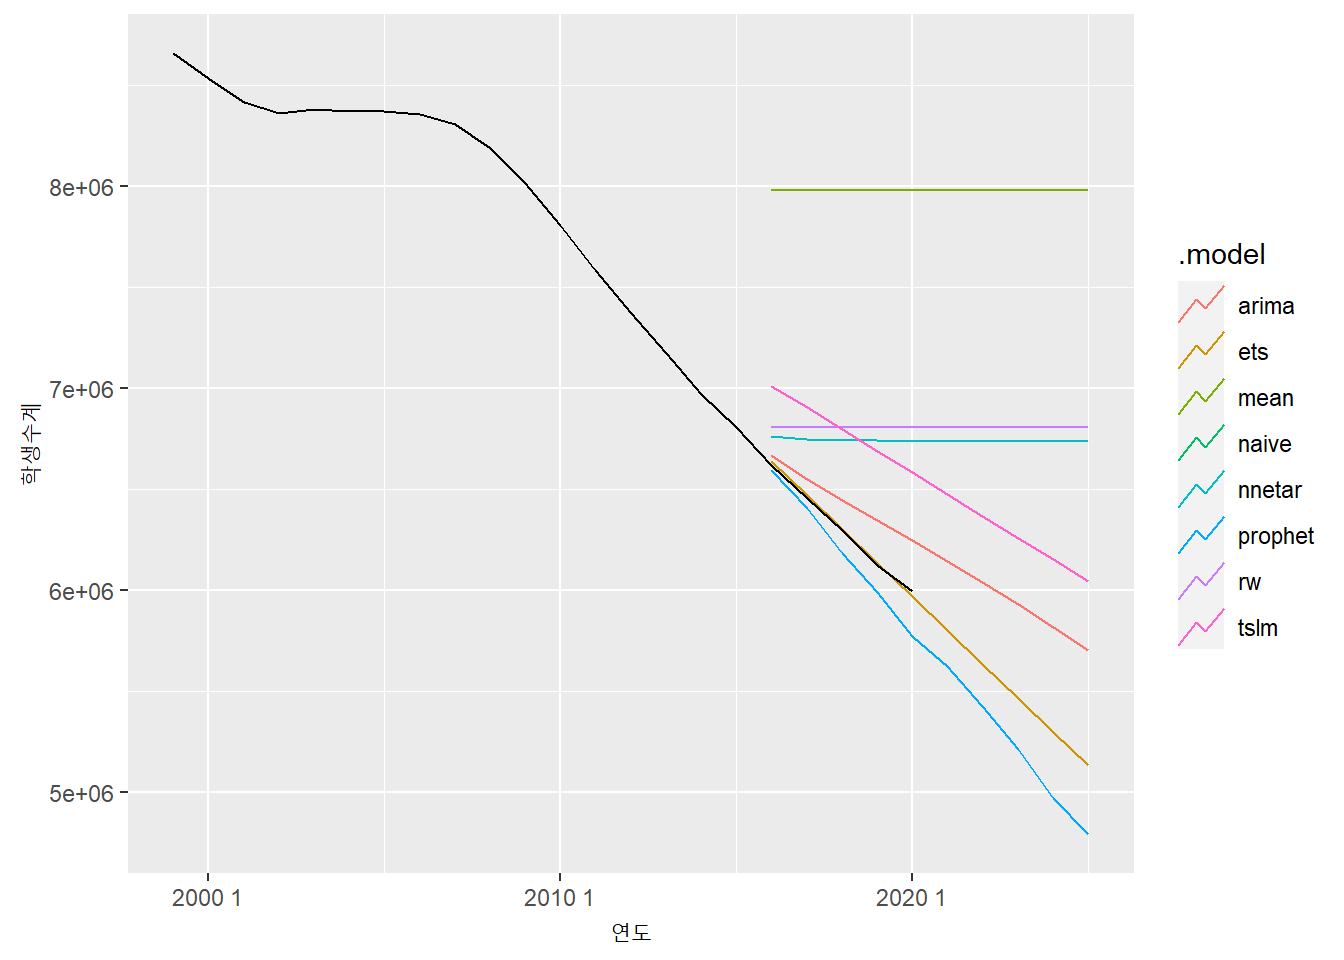 8e+06
7e+06
6e+06
5e+06
학생수계
2000 1
2010 1
2020 1
연도
.model
arima
ets
mean
naive
nnetar
prophet
rw
tslm